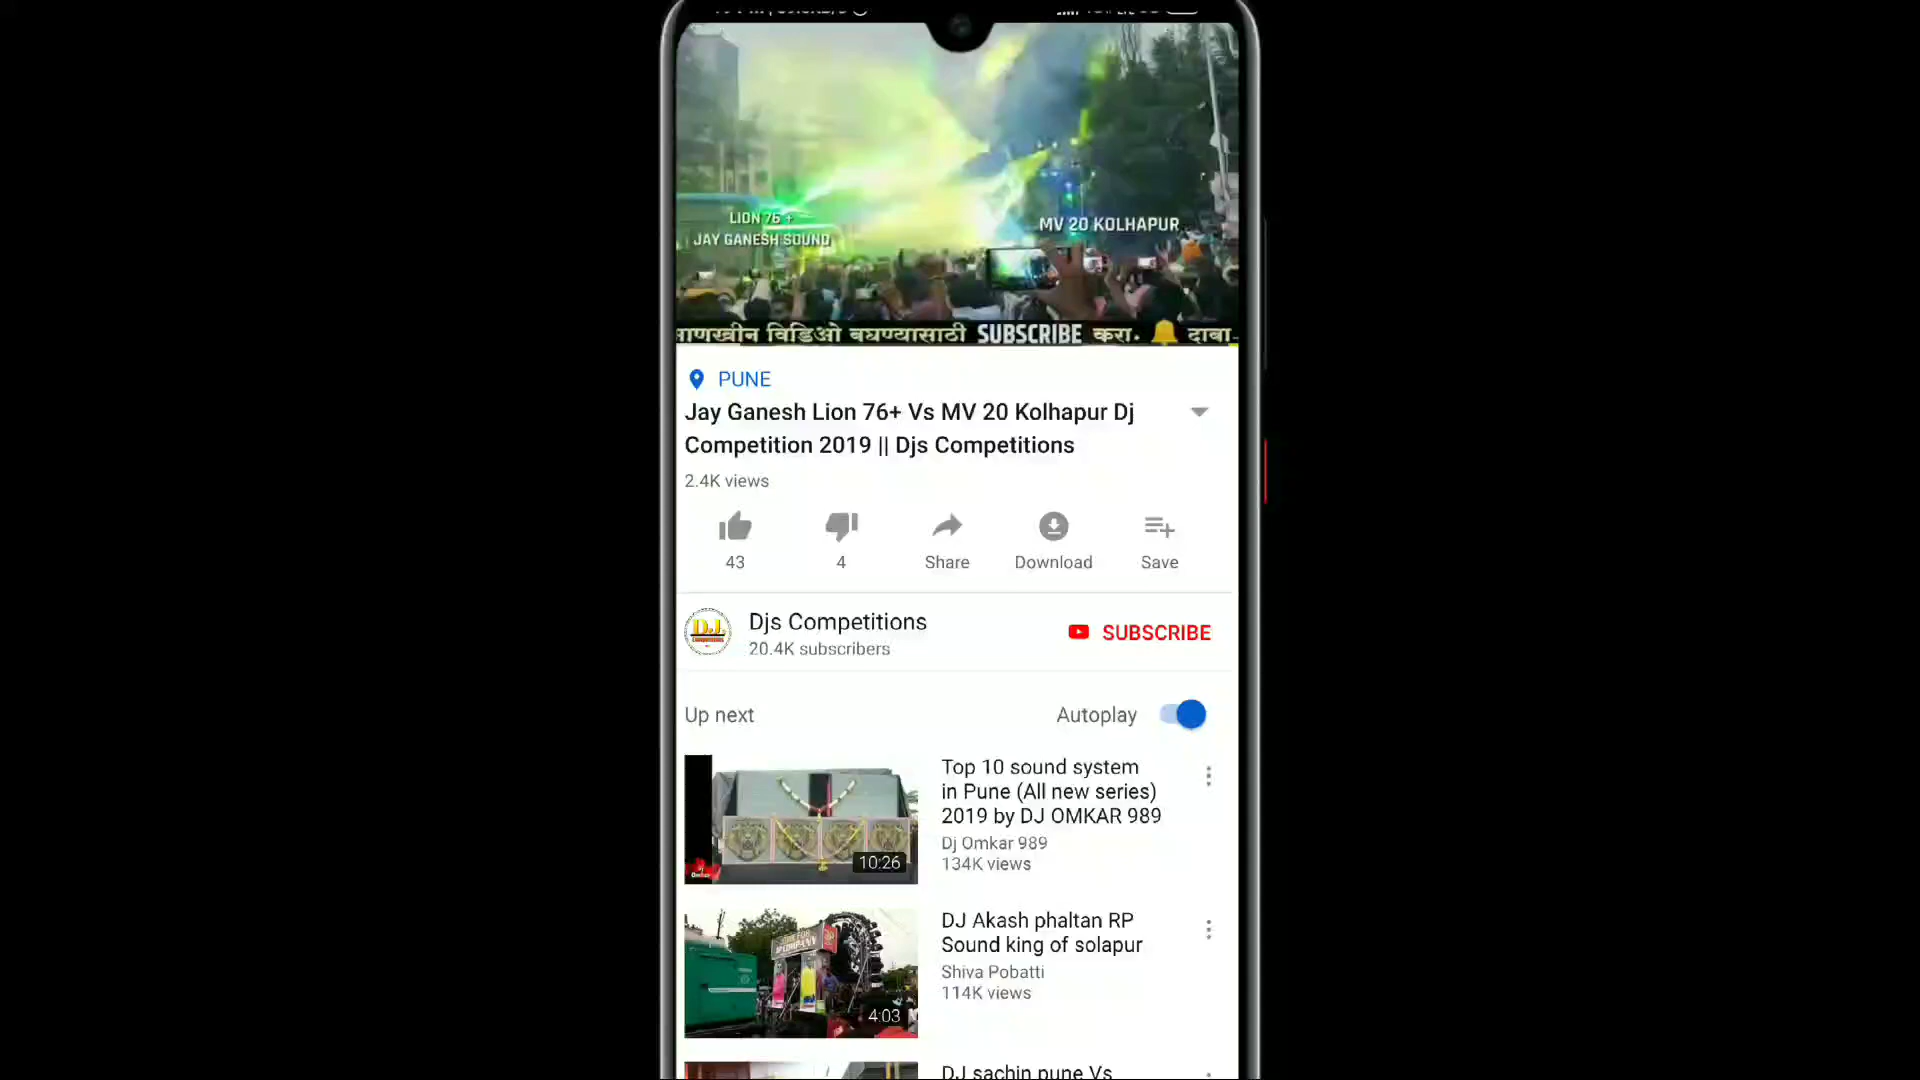 LION 76 +
JAY GANESH SOUND
MV 20 KOLHAPUR
विडिओ बघण्यासाठी SUBSCRIBE करा. दाबा.
PUNE
Jay Ganesh Lion 76+ Vs MV 20 Kolhapur Dj
Competition 2019 || Djs Competitions
2.4K views
43
4
Share
Download
Save
Djs Competitions
20.4K subscribers
SUBSCRIBE
Up next
Autoplay
10:26
Top 10 sound system
in Pune (All new series)
2019 by DJ OMKAR 989
Dj Omkar 989
134K views
4:03
DJ Akash phaltan RP
Sound king of solapur
Shiva Pobatti
114K views
DJ sachin pune Vs